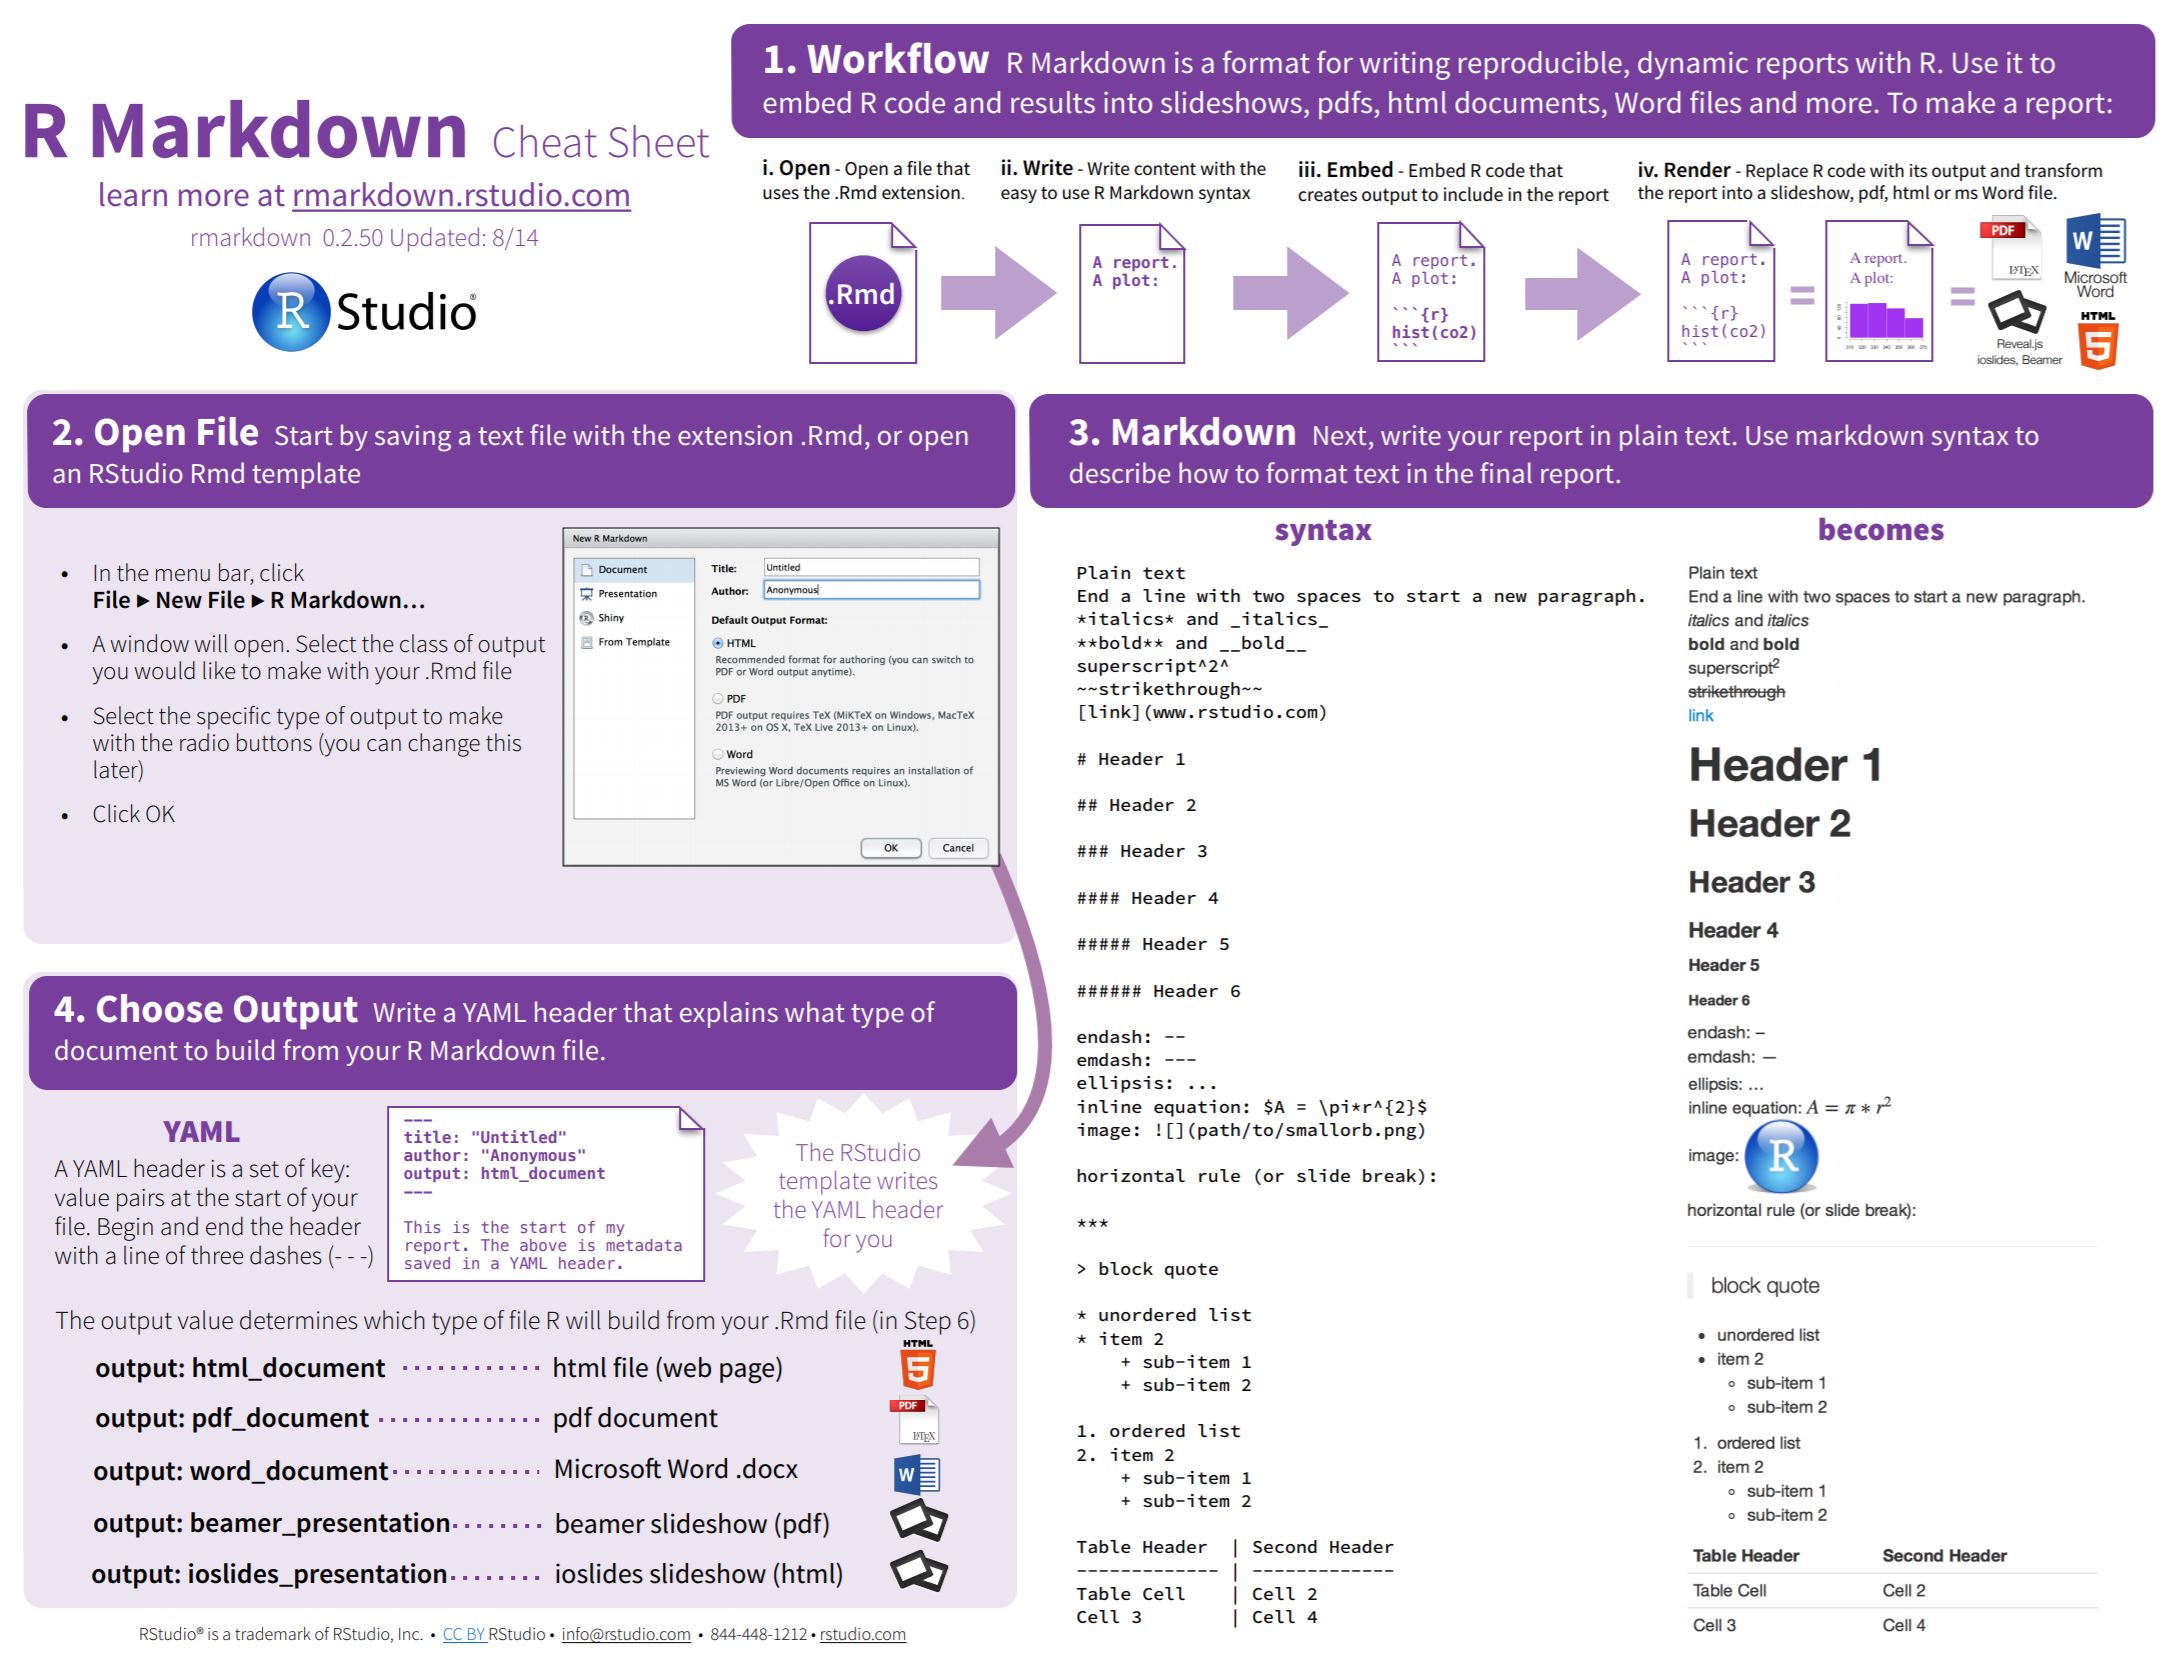 R Markdown Cheat Sheet
learn more at rmarkdown.rstudio.com
rmarkdown 0.2.50 Updated: 8/14
R Studio®
1. Workflow R Markdown is a format for writing reproducible, dynamic reports with R. Use it to
embed R code and results into slideshows, pdfs, html documents, Word files and more. To make a report:
i. Open - Open a file that
uses the .Rmd extension.
ii. Write - Write content with the
easy to use R Markdown syntax
iii. Embed - Embed R code that
creates output to include in the report
iv. Render - Replace R code with its output and transform
the report into a slideshow, pdf, html or ms Word file.
.Rmd
A report.
A plot:
A report.
A plot:
```{r}
hist(co2)
```
A report.
A plot:
```{r}
hist(co2)
```
=
A report.
A plot:
310 320 330 340 350 360 370
=
PDF
LATEX
W
Microsoft
Word
Reveal.js
ioslides, Beamer
HTML
5
2. Open File Start by saving a text file with the extension .Rmd, or open
an RStudio Rmd template
• In the menu bar, click
File ▶ New File ▶ R Markdown…
• A window will open. Select the class of output
you would like to make with your .Rmd file
• Select the specific type of output to make
with the radio buttons (you can change this
later)
• Click OK
New R Markdown
Document
Presentation
Shiny
From Template
Title: Untitled
Author: Anonymous
Default Output Format:
HTML
Recommended format for authoring (you can switch to
PDF or Word output anytime).
PDF
PDF output requires TeX (MiKTeX on Windows, MacTeX
2013+ on OS X, TeX Live 2013+ on Linux).
Word
Previewing Word documents requires an installation of
MS Word (or Libre/Open Office on Linux).
OK Cancel
3. Markdown Next, write your report in plain text. Use markdown syntax to
describe how to format text in the final report.
syntax
Plain text
End a line with two spaces to start a new paragraph.
*italics* and _italics_
**bold** and __bold__
superscript^2^
~~strikethrough~~
[link](www.rstudio.com)
# Header 1
## Header 2
### Header 3
#### Header 4
##### Header 5
###### Header 6
endash: --
emdash: ---
ellipsis: ...
inline equation: $A = \pi*r^{2}$
image: ![](path/to/smallorb.png)
horizontal rule (or slide break):
***
> block quote
* unordered list
* item 2
+ sub-item 1
+ sub-item 2
1. ordered list
2. item 2
+ sub-item 1
+ sub-item 2
Table Header | Second Header
------------- | -------------
Table Cell | Cell 2
Cell 3 | Cell 4
becomes
Plain text
End a line with two spaces to start a new paragraph.
italics and italics
bold and bold
superscript²
strikethrough
link
Header 1
Header 2
Header 3
Header 4
Header 5
Header 6
endash: –
emdash: —
ellipsis: …
inline equation: A = π * r²
image: R
horizontal rule (or slide break):
block quote
• unordered list
• item 2
◦ sub-item 1
◦ sub-item 2
1. ordered list
2. item 2
◦ sub-item 1
◦ sub-item 2
Table Header Second Header
Table Cell Cell 2
Cell 3 Cell 4
4. Choose Output Write a YAML header that explains what type of
document to build from your R Markdown file.
YAML
A YAML header is a set of key:
value pairs at the start of your
file. Begin and end the header
with a line of three dashes (- - -)
---
title: "Untitled"
author: "Anonymous"
output: html_document
---
This is the start of my
report. The above is metadata
saved in a YAML header.
The RStudio
template writes
the YAML header
for you
The output value determines which type of file R will build from your .Rmd file (in Step 6)
output: html_document ........... html file (web page)
HTML
5
output: pdf_document ............ pdf document
PDF
LATEX
output: word_document ........... Microsoft Word .docx
W
output: beamer_presentation ....... beamer slideshow (pdf)
output: ioslides_presentation ....... ioslides slideshow (html)
RStudio® is a trademark of RStudio, Inc. • CC BY RStudio • info@rstudio.com • 844-448-1212 • rstudio.com